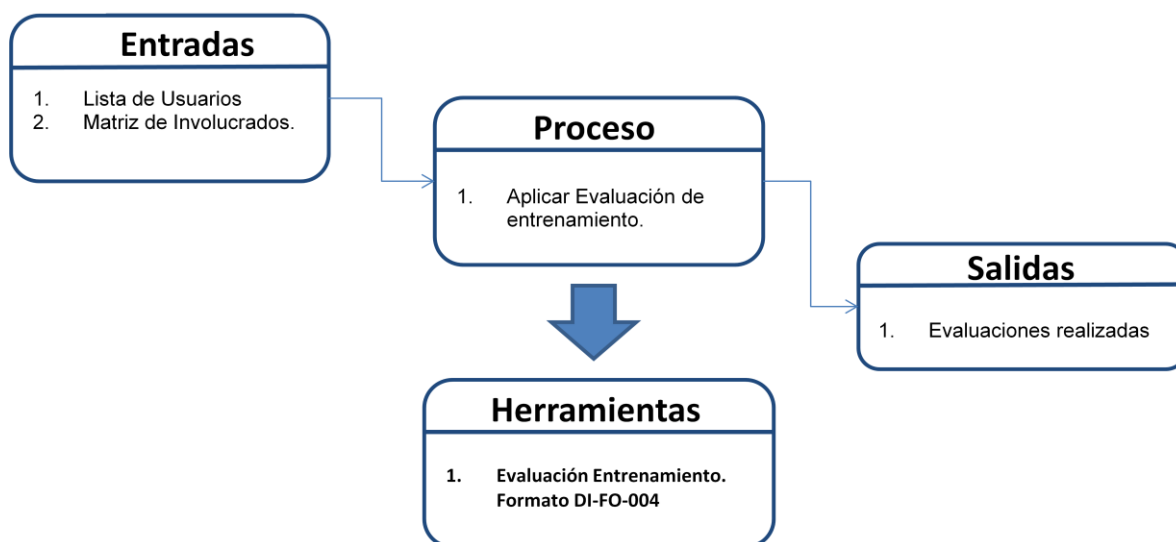 Entradas
1. Lista de Usuarios
2. Matriz de Involucrados.
Proceso
1. Aplicar Evaluación de
entrenamiento.
Salidas
1. Evaluaciones realizadas
Herramientas
1. Evaluación Entrenamiento.
Formato DI-FO-004